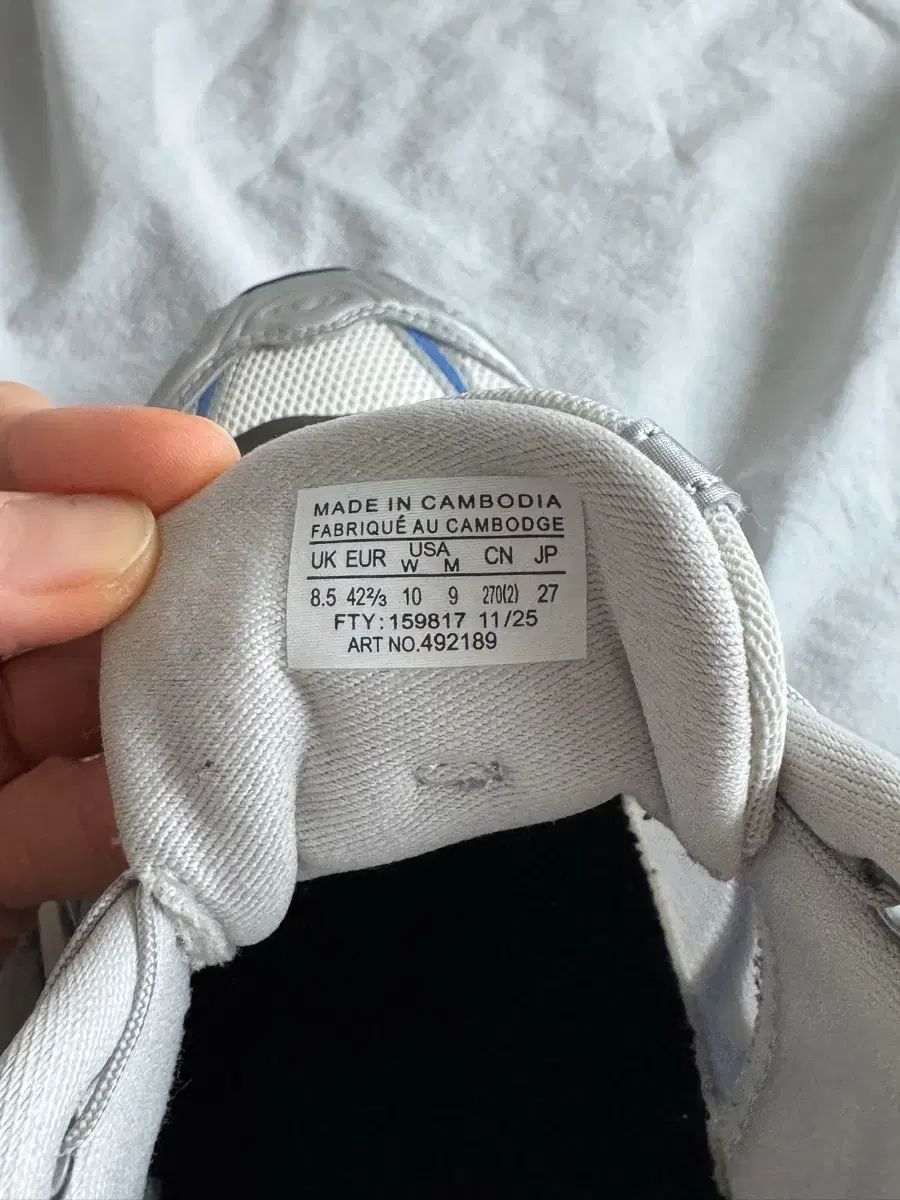 MADE IN CAMBODIA
FABRIQUÉ AU CAMBODGE
UK EUR USA W M CN JP
8.5 42⅔ 10 9 270(2) 27
FTY: 159817 11/25
ART NO.492189